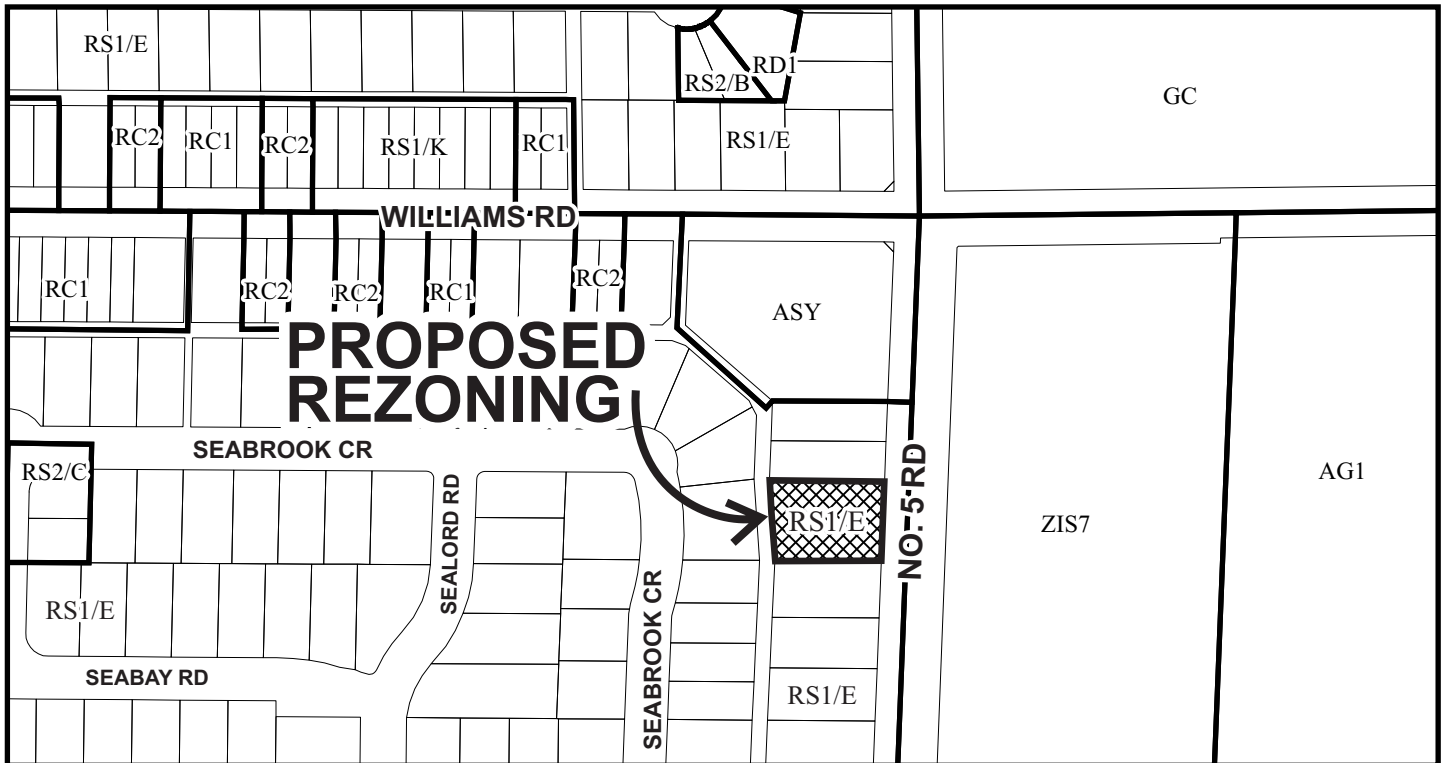 RS1/E
RS2/B
RD1
GC
RC2
RC1
RC2
RS1/K
RC1
RS1/E
WILLIAMS RD
RC1
RC2
RC2
RC1
RC2
ASY
PROPOSED
REZONING
SEABROOK CR
RS2/C
SEALORD RD
RS1/E
NO. 5 RD
ZIS7
AG1
RS1/E
SEABROOK CR
SEABAY RD
RS1/E